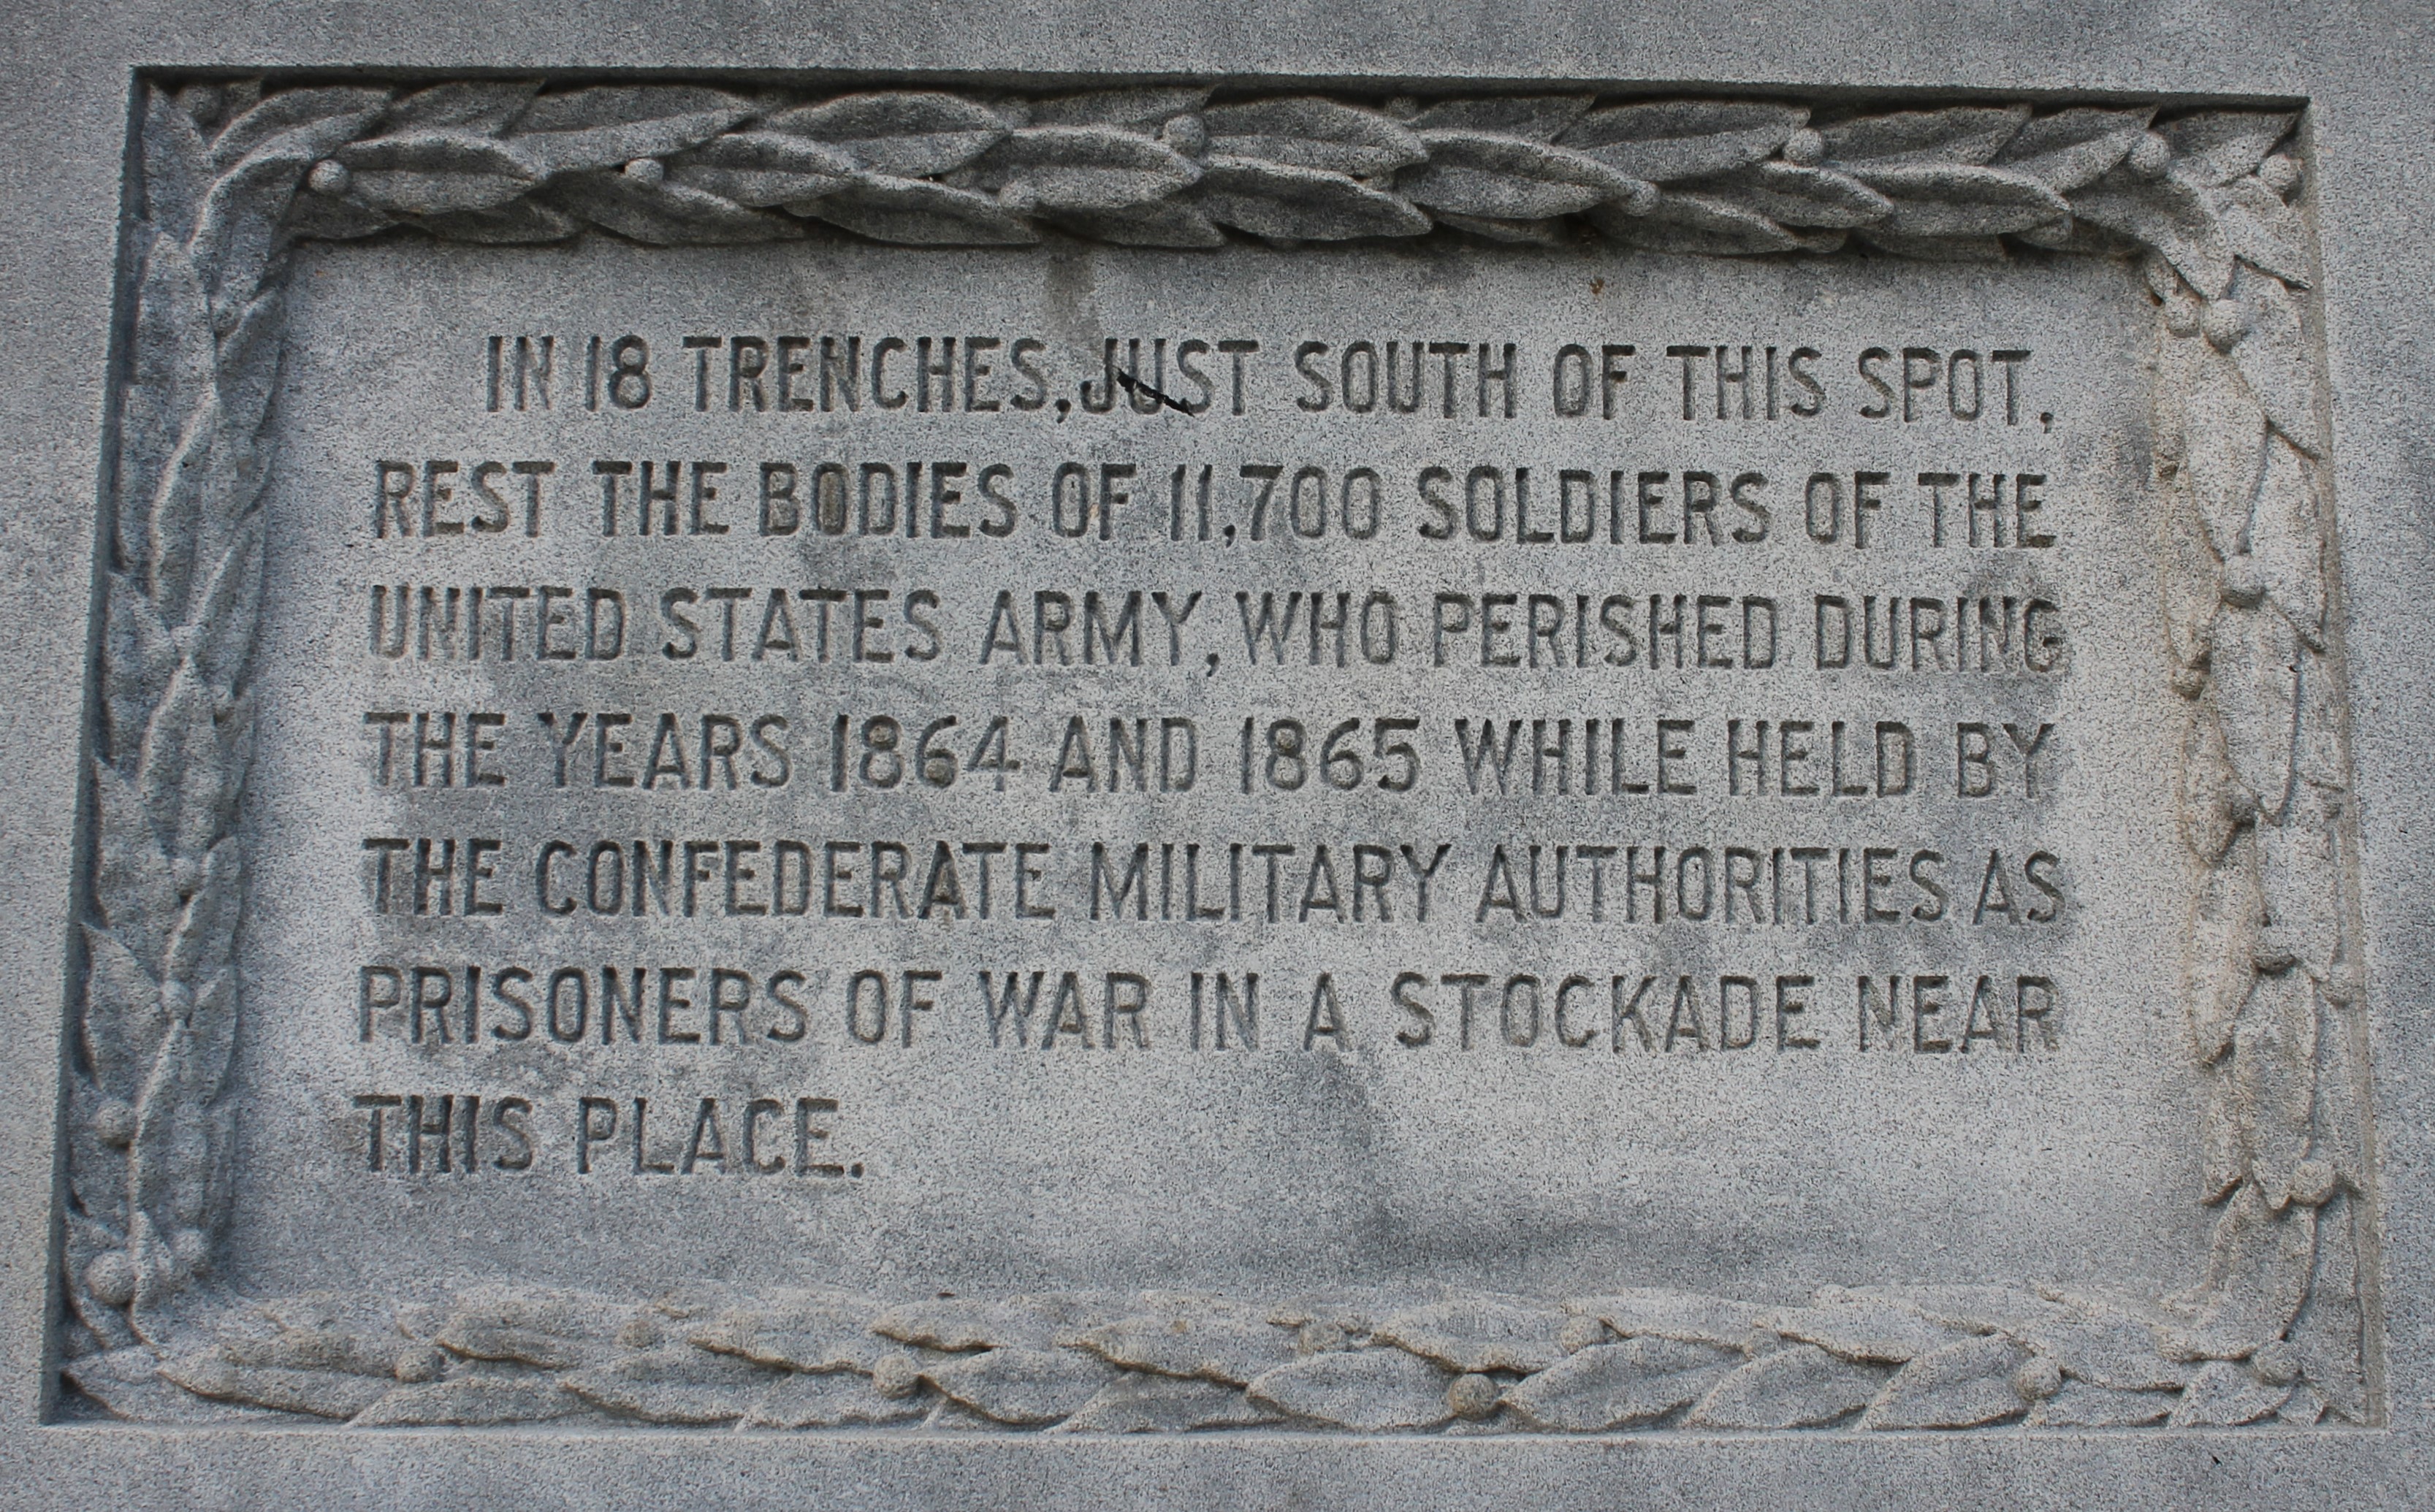 IN 18 TRENCHES, JUST SOUTH OF THIS SPOT,
REST THE BODIES OF 11,700 SOLDIERS OF THE
UNITED STATES ARMY, WHO PERISHED DURING
THE YEARS 1864 AND 1865 WHILE HELD BY
THE CONFEDERATE MILITARY AUTHORITIES AS
PRISONERS OF WAR IN A STOCKADE NEAR
THIS PLACE.